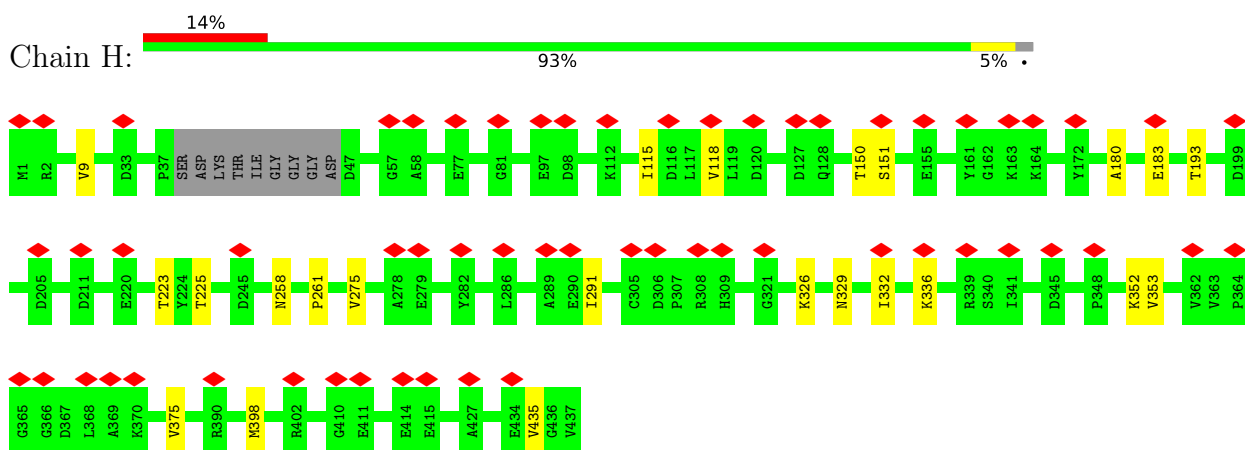 14%
Chain H:
93% 5% •
M1 R2 V9 D33 P37 SER ASP LYS THR ILE GLY GLY GLY ASP D47 G57 A58 E77 G81 E97 D98 K112 I115 D116 L117 V118 L119 D120 D127 Q128 T150 S151 E155 Y161 G162 K163 K164 Y172 A180 E183 T193 D199
D205 D211 E220 T223 Y224 T225 D245 N258 P261 V275 A278 E279 Y282 L286 A289 E290 I291 C305 D306 P307 R308 H309 G321 K326 N329 I332 K336 R339 S340 I341 D345 P348 K352 V353 V362 V363 P364
G365 G366 D367 L368 A369 K370 V375 R390 M398 R402 G410 E411 E414 E415 A427 E434 V435 G436 V437